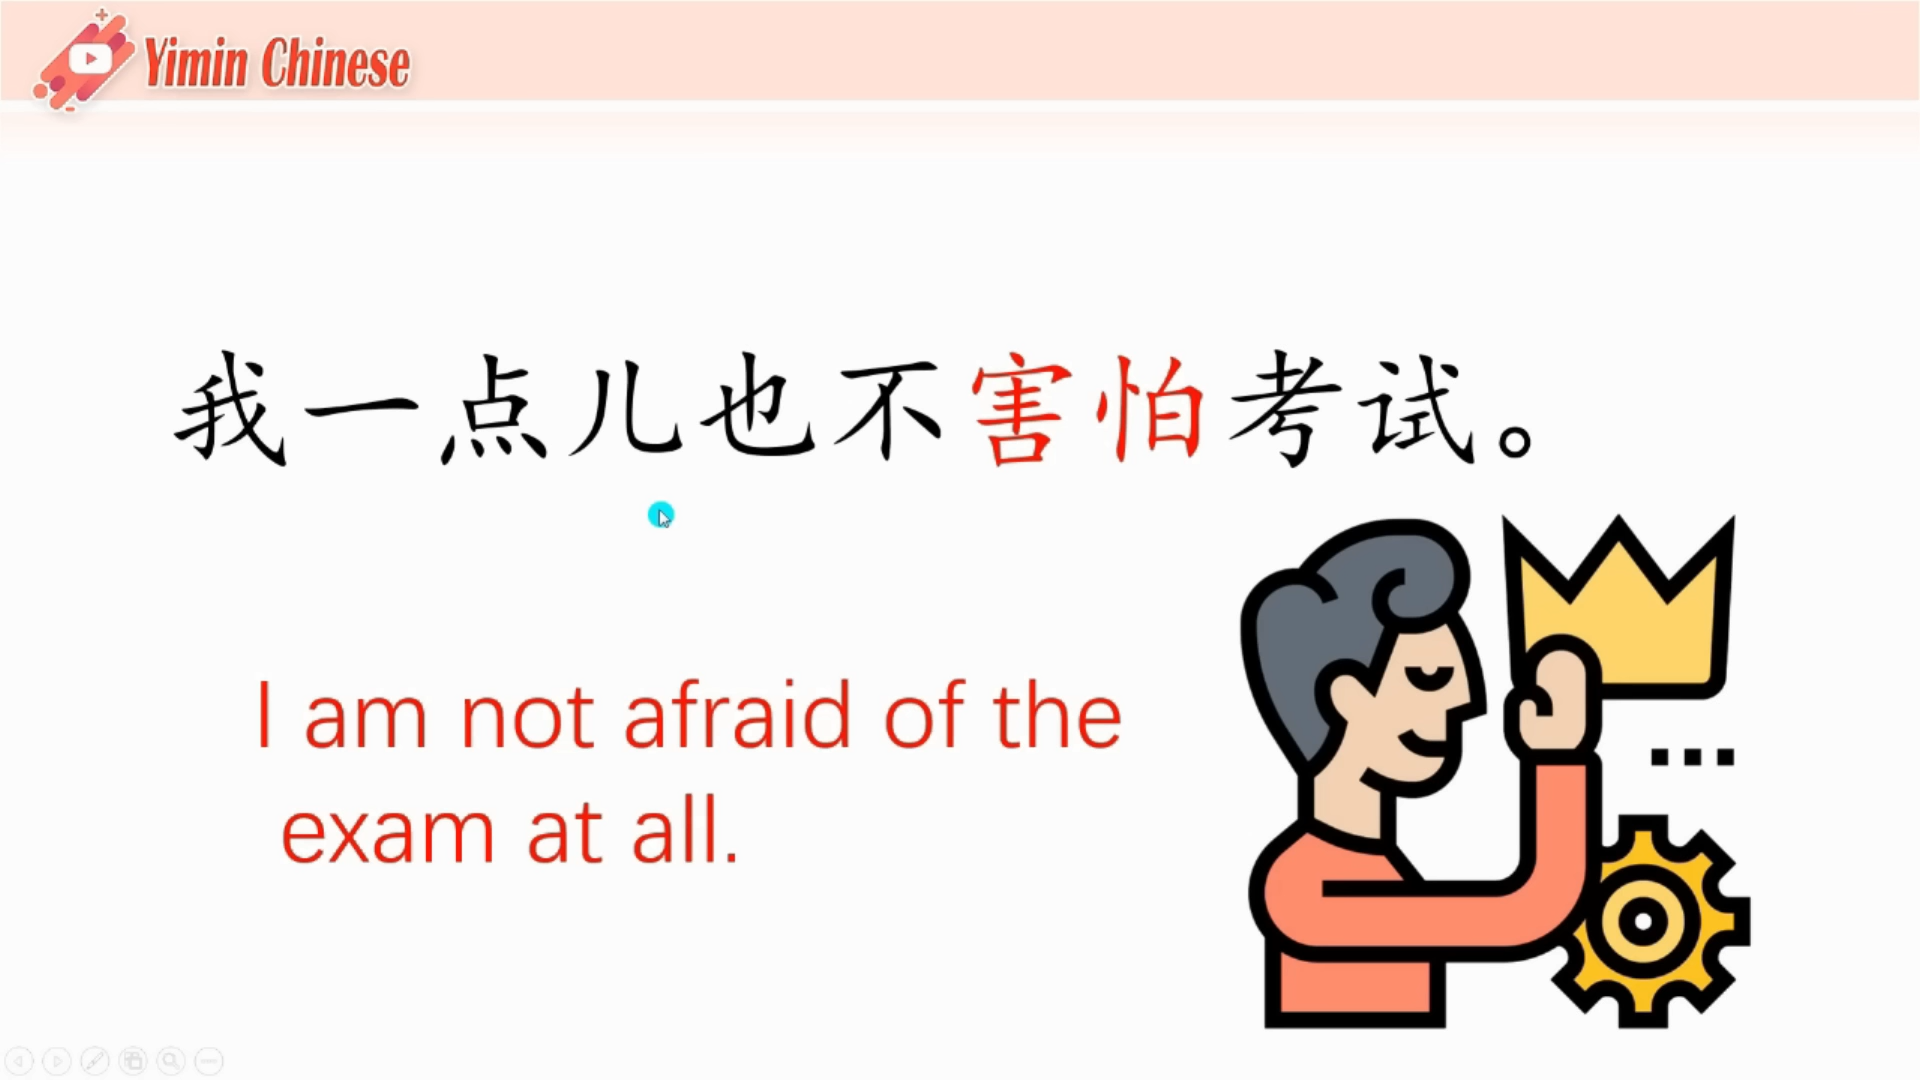 Yimin Chinese
我一点儿也不害怕考试。
I am not afraid of the
exam at all.